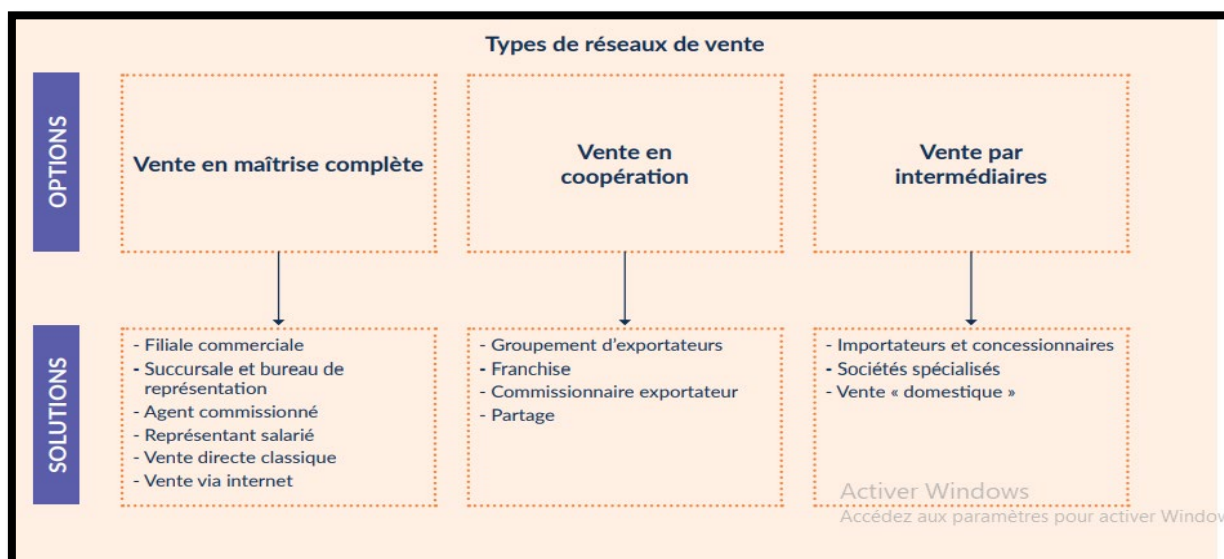 Types de réseaux de vente
OPTIONS
Vente en maîtrise complète
Vente en
coopération
Vente par
intermédiaires
SOLUTIONS
- Filiale commerciale
- Succursale et bureau de
représentation
- Agent commissionné
- Représentant salarié
- Vente directe classique
- Vente via internet
- Groupement d'exportateurs
- Franchise
- Commissionnaire exportateur
- Partage
- Importateurs et concessionnaires
- Sociétés spécialisés
- Vente « domestique »
Activer Windows
Accédez aux paramètres pour activer Window